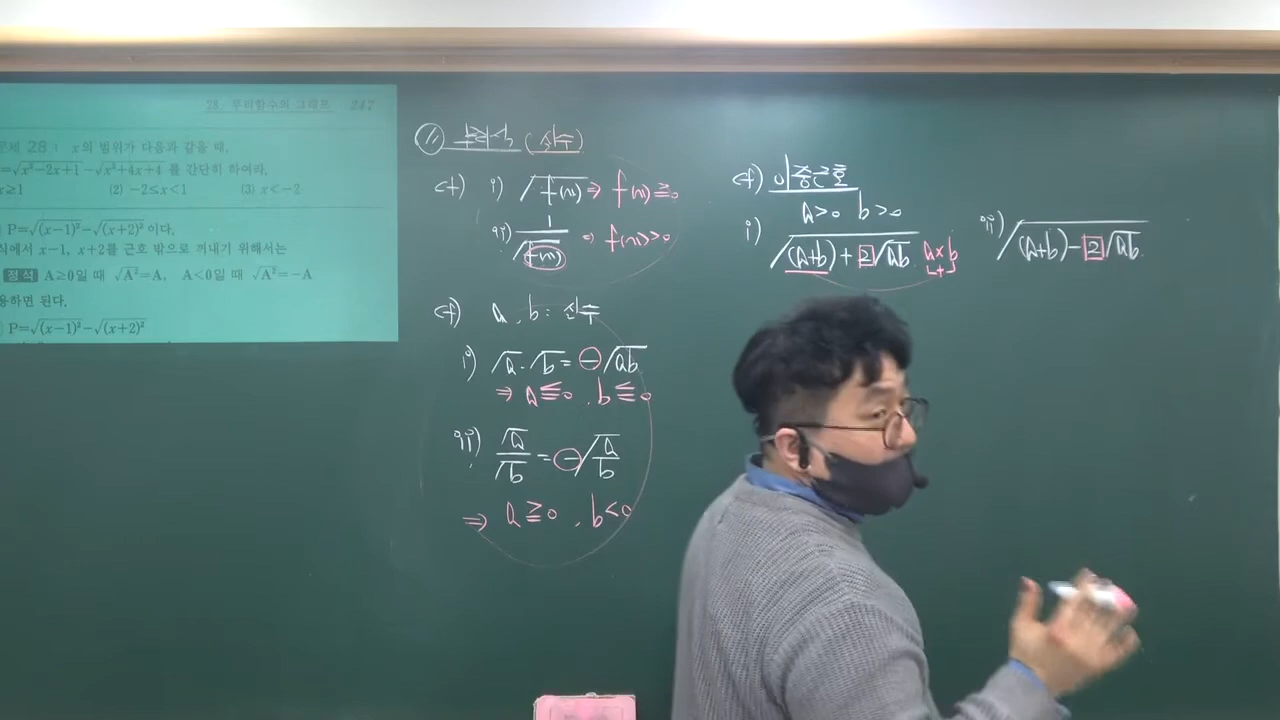 28. 무리함수의 그래프 247
문제 28. x의 범위가 다음과 같을 때,
=√(x²-2x+1)-√(x²+4x+4) 를 간단히 하여라.
x≥1 (2) -2≤x<1 (3) x<-2
P=√(x-1)²-√(x+2)² 이다.
식에서 x-1, x+2를 근호 밖으로 꺼내기 위해서는
정석 A≥0일 때 √A²=A, A<0일 때 √A²=-A
용하면 된다.
P=√(x-1)²-√(x+2)²
11 무리식 (실수)
cf) i) √f(x) ⇒ f(x)≧0
ii) 1/√f(x) ⇒ f(x)>0
cf) a, b : 실수
i) √a·√b=-√ab
⇒ a≦0, b≦0
ii) √a/√b=-√(a/b)
⇒ a≧0, b<0
cf) 이중근호
a>0 b>0
i) √((a+b)+2√ab) a×b
ii) √((a+b)-2√ab)